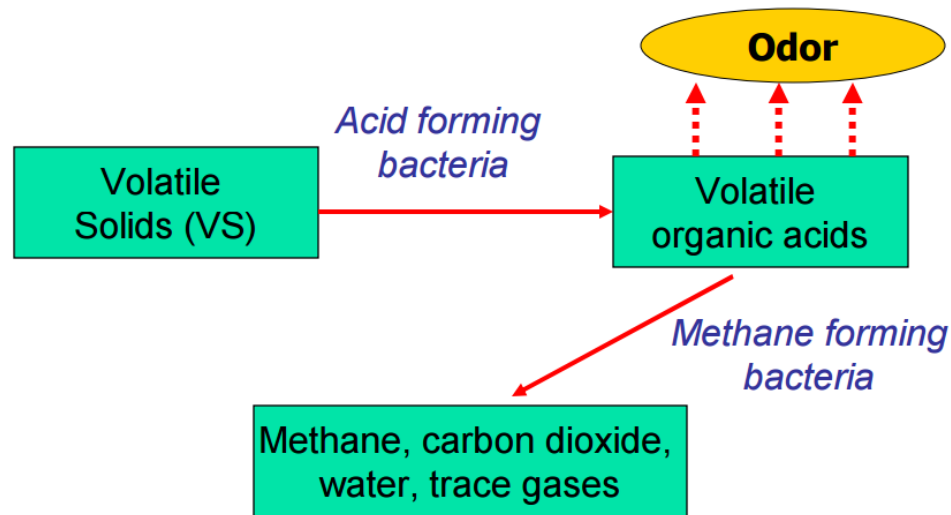 Odor
Acid forming
bacteria
Volatile
Solids (VS)
Volatile
organic acids
Methane forming
bacteria
Methane, carbon dioxide,
water, trace gases